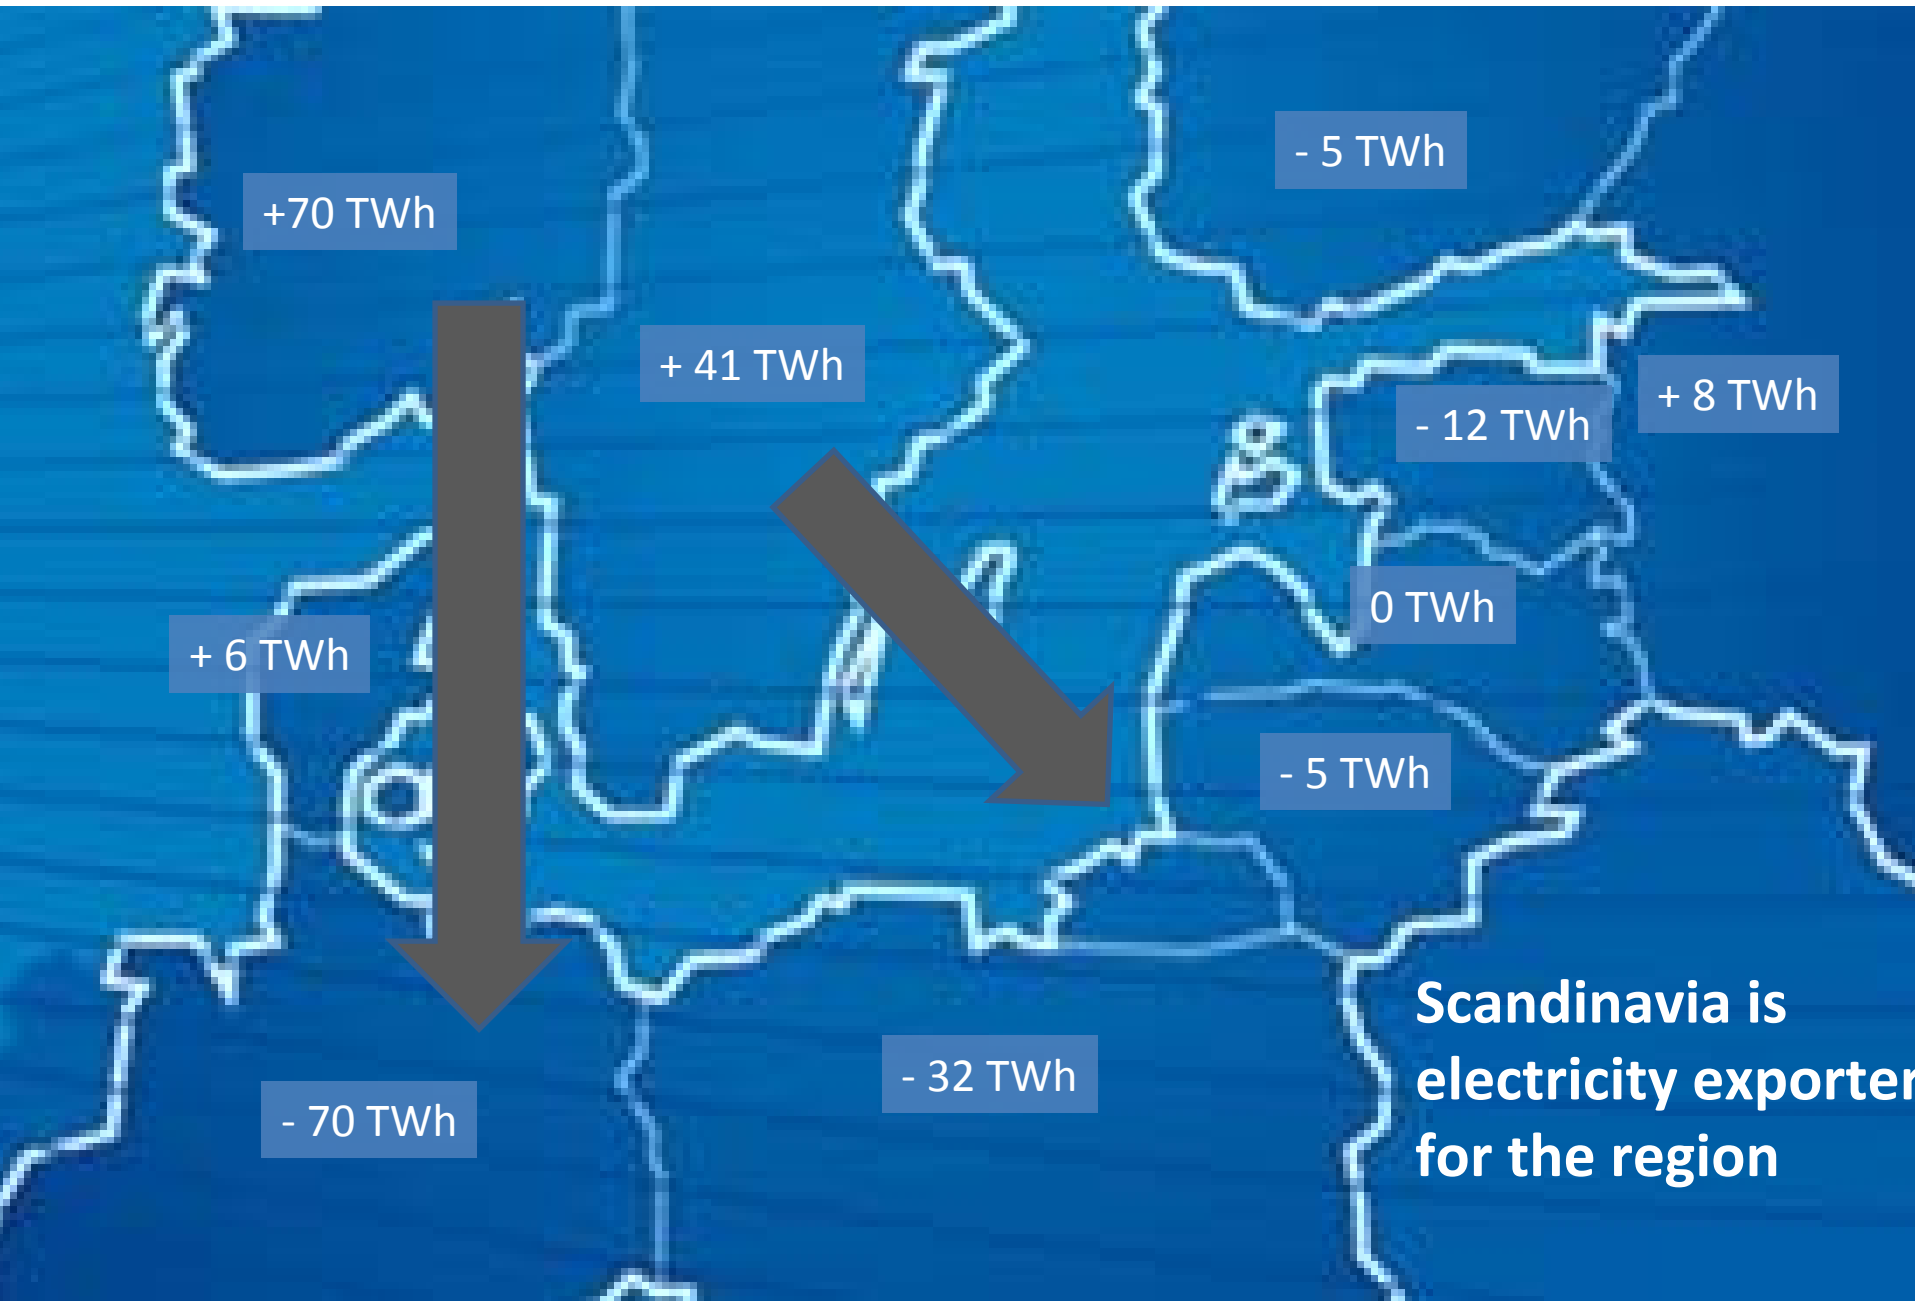 - 5 TWh
+70 TWh
+ 41 TWh
+ 8 TWh
- 12 TWh
0 TWh
+ 6 TWh
- 5 TWh
- 32 TWh
- 70 TWh
Scandinavia is
electricity exporter
for the region